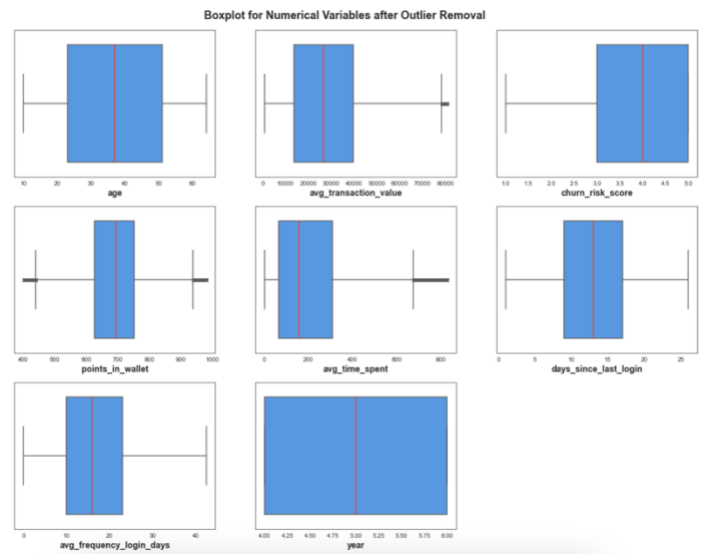 Boxplot for Numerical Variables after Outlier Removal
10 20 30 40 50 60
age
0 10000 20000 30000 40000 50000 60000 70000 80000
avg_transaction_value
1.0 1.5 2.0 2.5 3.0 3.5 4.0 4.5 5.0
churn_risk_score
400 500 600 700 800 900 1000
points_in_wallet
0 200 400 600 800
avg_time_spent
0 5 10 15 20 25
days_since_last_login
0 10 20 30 40
avg_frequency_login_days
4.00 4.25 4.50 4.75 5.00 5.25 5.50 5.75 6.00
year